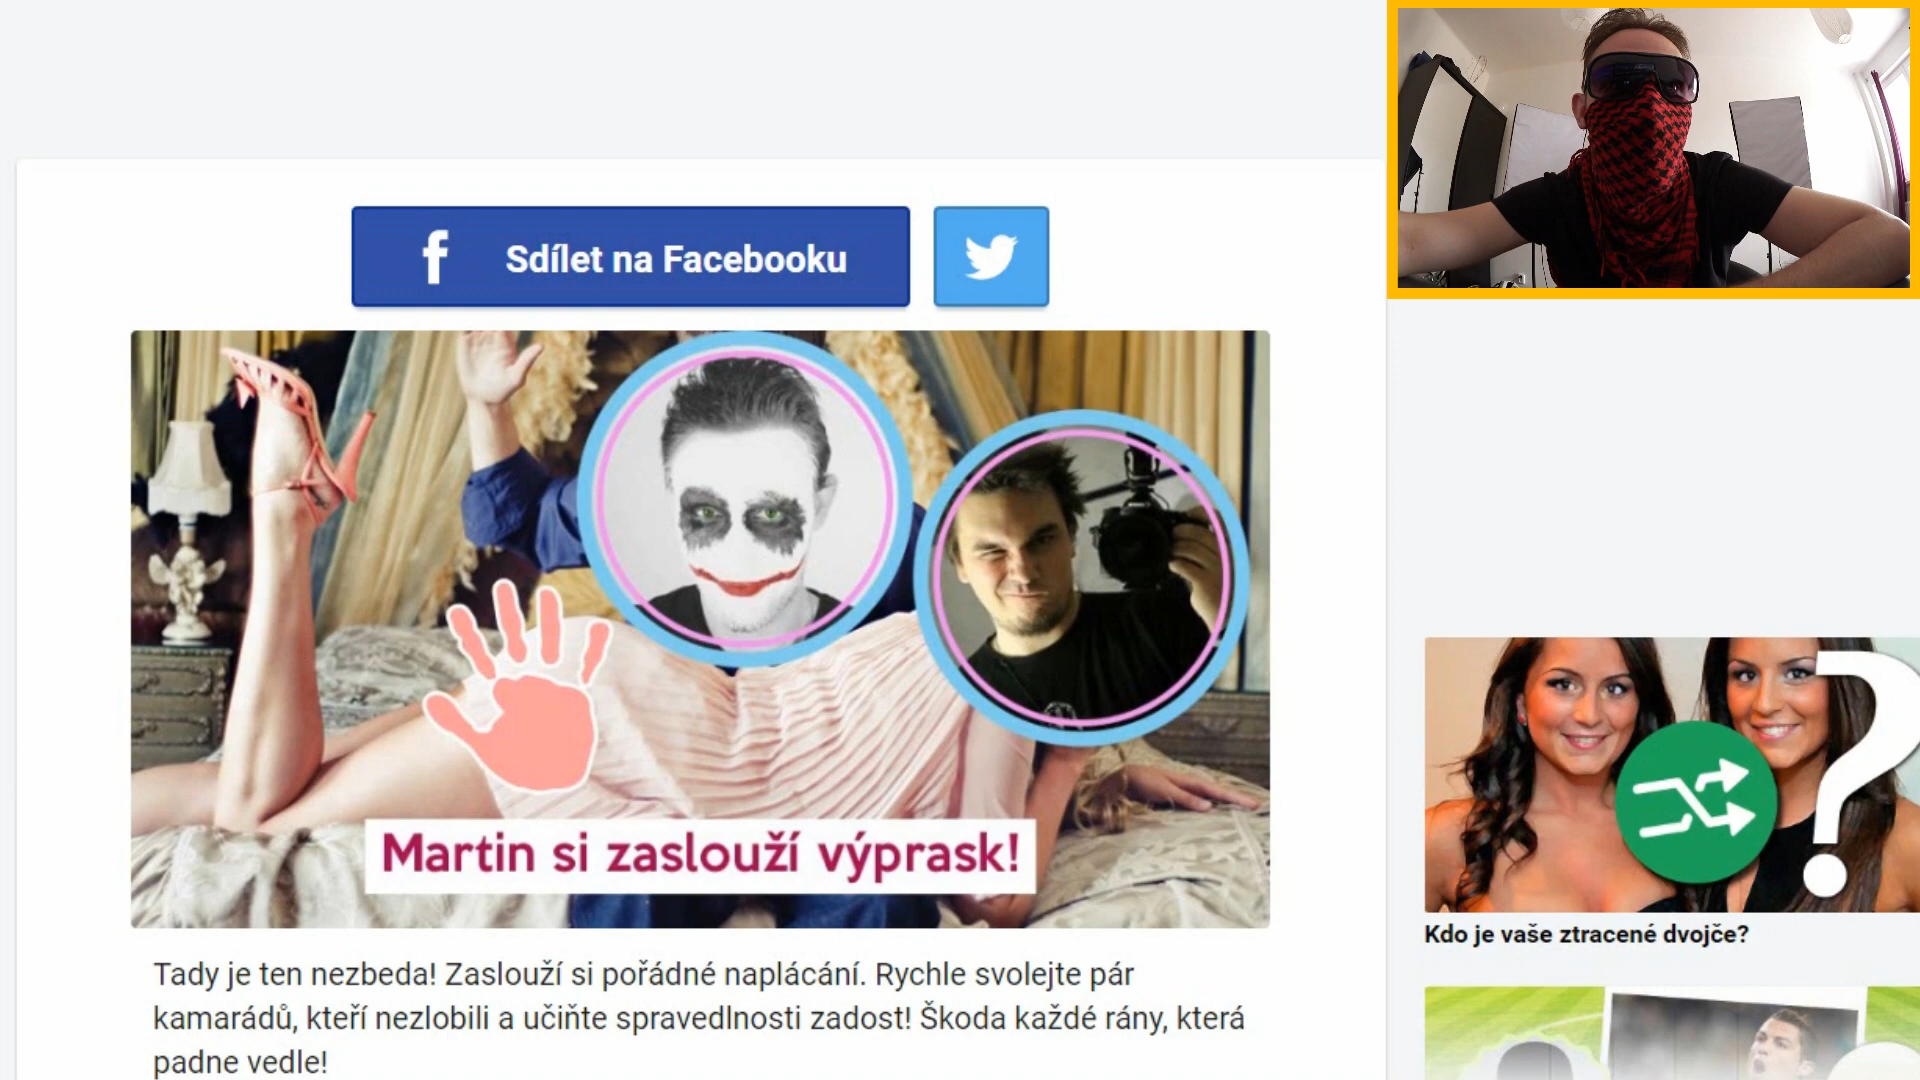 Sdílet na Facebooku
Martin si zaslouží výprask!
Tady je ten nezbeda! Zaslouží si pořádné naplácání. Rychle svolejte pár
kamarádů, kteří nezlobili a učiňte spravedlnosti zadost! Škoda každé rány, která
padne vedle!
?
Kdo je vaše ztracené dvojče?